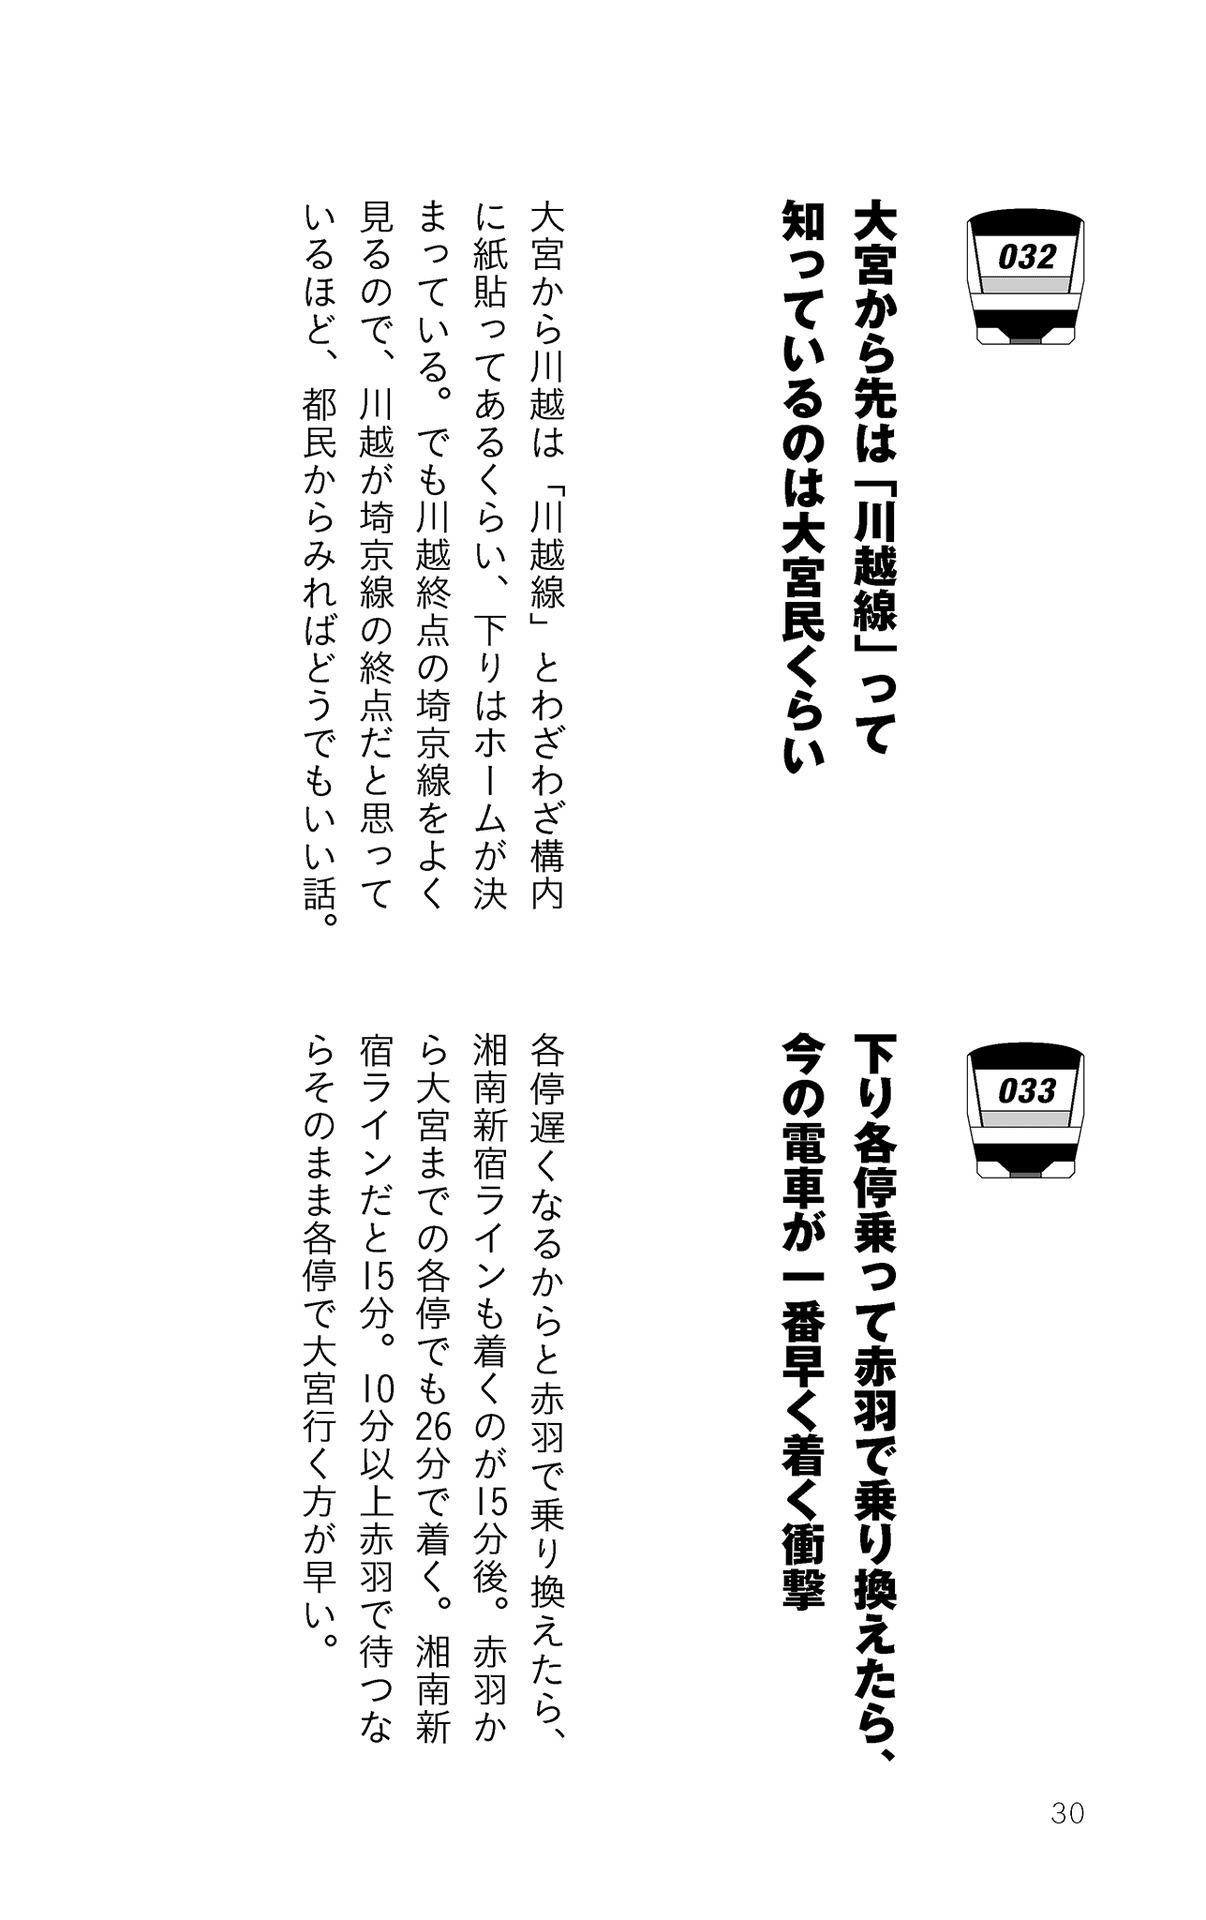 032
大宮から先は「川越線」って
知っているのは大宮民くらい
大宮から川越は「川越線」とわざわざ構内
に紙貼ってあるくらい、下りはホームが決
まっている。でも川越終点の埼京線をよく
見るので、川越が埼京線の終点だと思って
いるほど、都民からみればどうでもいい話。
033
下り各停乗って赤羽で乗り換えたら、
今の電車が一番早く着く衝撃
各停遅くなるからと赤羽で乗り換えたら、
湘南新宿ラインも着くのが15分後。赤羽か
ら大宮までの各停でも26分で着く。湘南新
宿ラインだと15分。10分以上赤羽で待つな
らそのまま各停で大宮行く方が早い。
30